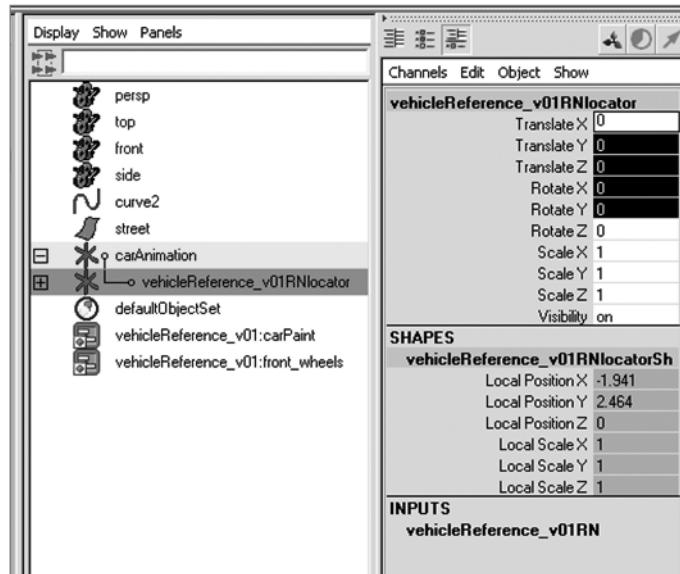 Display Show Panels
persp
top
front
side
curve2
street
carAnimation
vehicleReference_v01RNlocator
defaultObjectSet
vehicleReference_v01:carPaint
vehicleReference_v01:front_wheels
Channels Edit Object Show
vehicleReference_v01RNlocator
Translate X 0
Translate Y 0
Translate Z 0
Rotate X 0
Rotate Y 0
Rotate Z 0
Scale X 1
Scale Y 1
Scale Z 1
Visibility on
SHAPES
vehicleReference_v01RNlocatorSh
Local Position X -1.941
Local Position Y 2.464
Local Position Z 0
Local Scale X 1
Local Scale Y 1
Local Scale Z 1
INPUTS
vehicleReference_v01RN